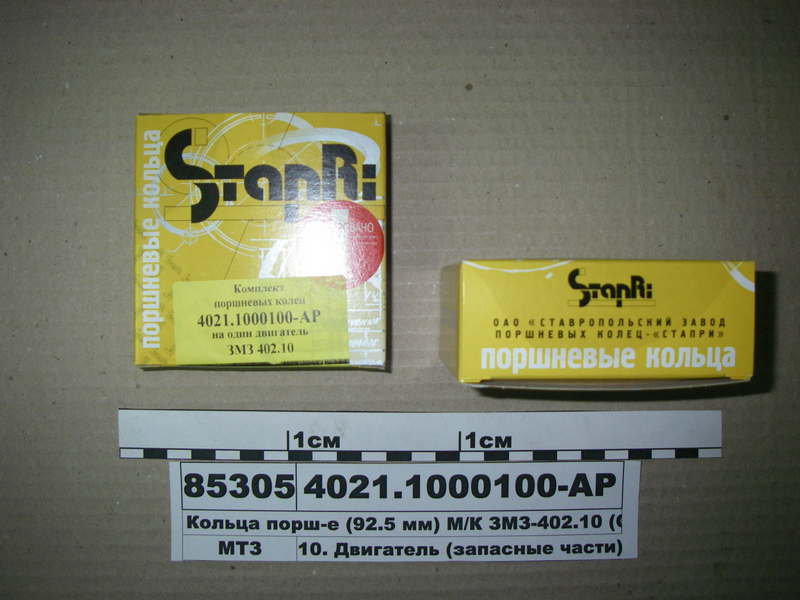 StapRi
поршневые кольца
Комплект
поршневых колец
4021.1000100-АР
на один двигатель
ЗМЗ 402.10
StapRi
ОАО «СТАВРОПОЛЬСКИЙ ЗАВОД
ПОРШНЕВЫХ КОЛЕЦ-«СТАПРИ»
поршневые кольца
1см 1см
85305 4021.1000100-АР
Кольца порш-е (92.5 мм) М/К ЗМЗ-402.10 (
МТЗ 10. Двигатель (запасные части)